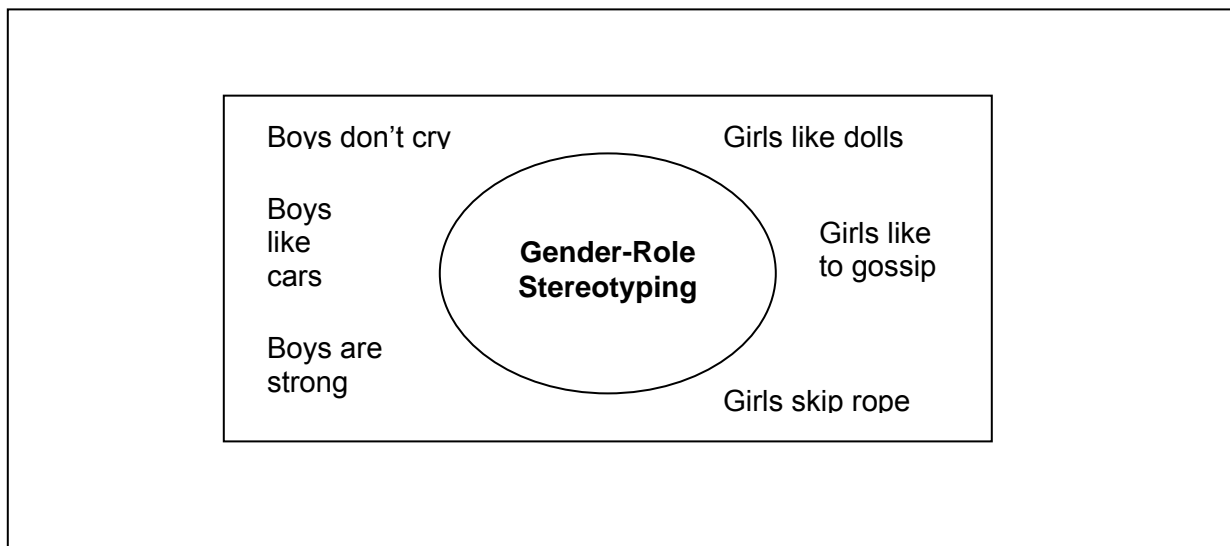 Boys don't cry
Girls like dolls
Boys
like
cars
Gender-Role
Stereotyping
Girls like
to gossip
Boys are
strong
Girls skip rope